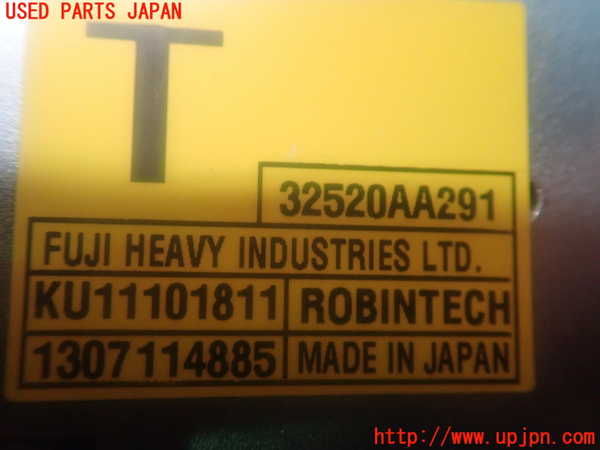 USED PARTS JAPAN
T
32520AA291
FUJI HEAVY INDUSTRIES LTD.
KU11101811 ROBINTECH
1307114885 MADE IN JAPAN
http://www.upjpn.com